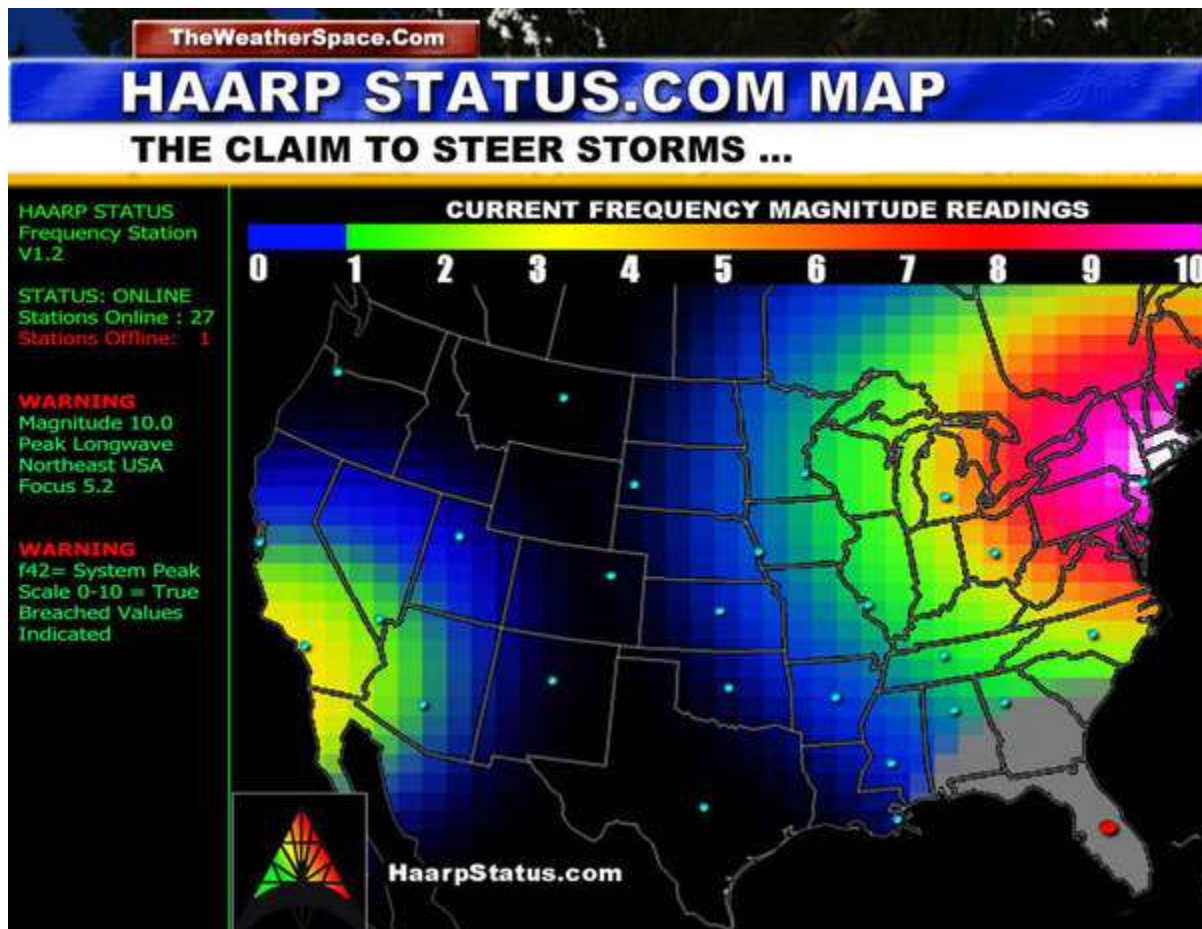 TheWeatherSpace.Com
HAARP STATUS.COM MAP
THE CLAIM TO STEER STORMS ...
HAARP STATUS
Frequency Station
V1.2
STATUS: ONLINE
Stations Online : 27
Stations Offline: 1
WARNING
Magnitude 10.0
Peak Longwave
Northeast USA
Focus 5.2
WARNING
f42= System Peak
Scale 0-10 = True
Breached Values
Indicated
CURRENT FREQUENCY MAGNITUDE READINGS
0 1 2 3 4 5 6 7 8 9 10
HaarpStatus.com